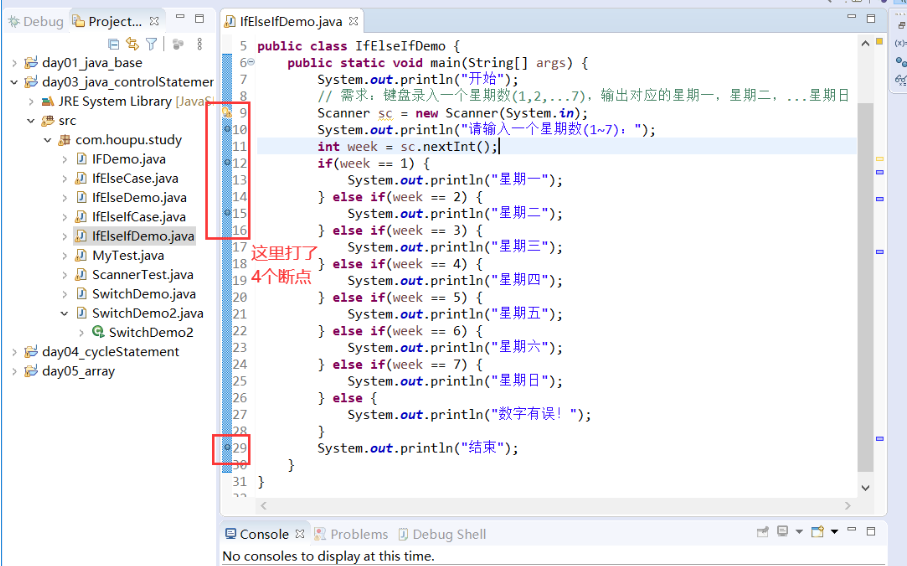 Debug Project... IfElseIfDemo.java
day01_java_base
day03_java_controlStatemer
JRE System Library [JavaS
src
com.houpu.study
IFDemo.java
IfElseCase.java
IfElseDemo.java
IfElseIfCase.java
IfElseIfDemo.java
MyTest.java
ScannerTest.java
SwitchDemo.java
SwitchDemo2.java
SwitchDemo2
day04_cycleStatement
day05_array
5 public class IfElseIfDemo {
6 public static void main(String[] args) {
7 System.out.println("开始");
8 // 需求：键盘录入一个星期数(1,2,...7)，输出对应的星期一，星期二，...星期日
9 Scanner sc = new Scanner(System.in);
10 System.out.println("请输入一个星期数(1~7)：");
11 int week = sc.nextInt();
12 if(week == 1) {
13 System.out.println("星期一");
14 } else if(week == 2) {
15 System.out.println("星期二");
16 } else if(week == 3) {
17 System.out.println("星期三");
18 } else if(week == 4) {
19 System.out.println("星期四");
20 } else if(week == 5) {
21 System.out.println("星期五");
22 } else if(week == 6) {
23 System.out.println("星期六");
24 } else if(week == 7) {
25 System.out.println("星期日");
26 } else {
27 System.out.println("数字有误！");
28 }
29 System.out.println("结束");
30 }
31 }
这里打了
4个断点
Console Problems Debug Shell
No consoles to display at this time.